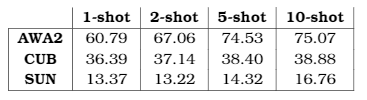 1-shot 2-shot 5-shot 10-shot
AWA2 60.79 67.06 74.53 75.07
CUB 36.39 37.14 38.40 38.88
SUN 13.37 13.22 14.32 16.76